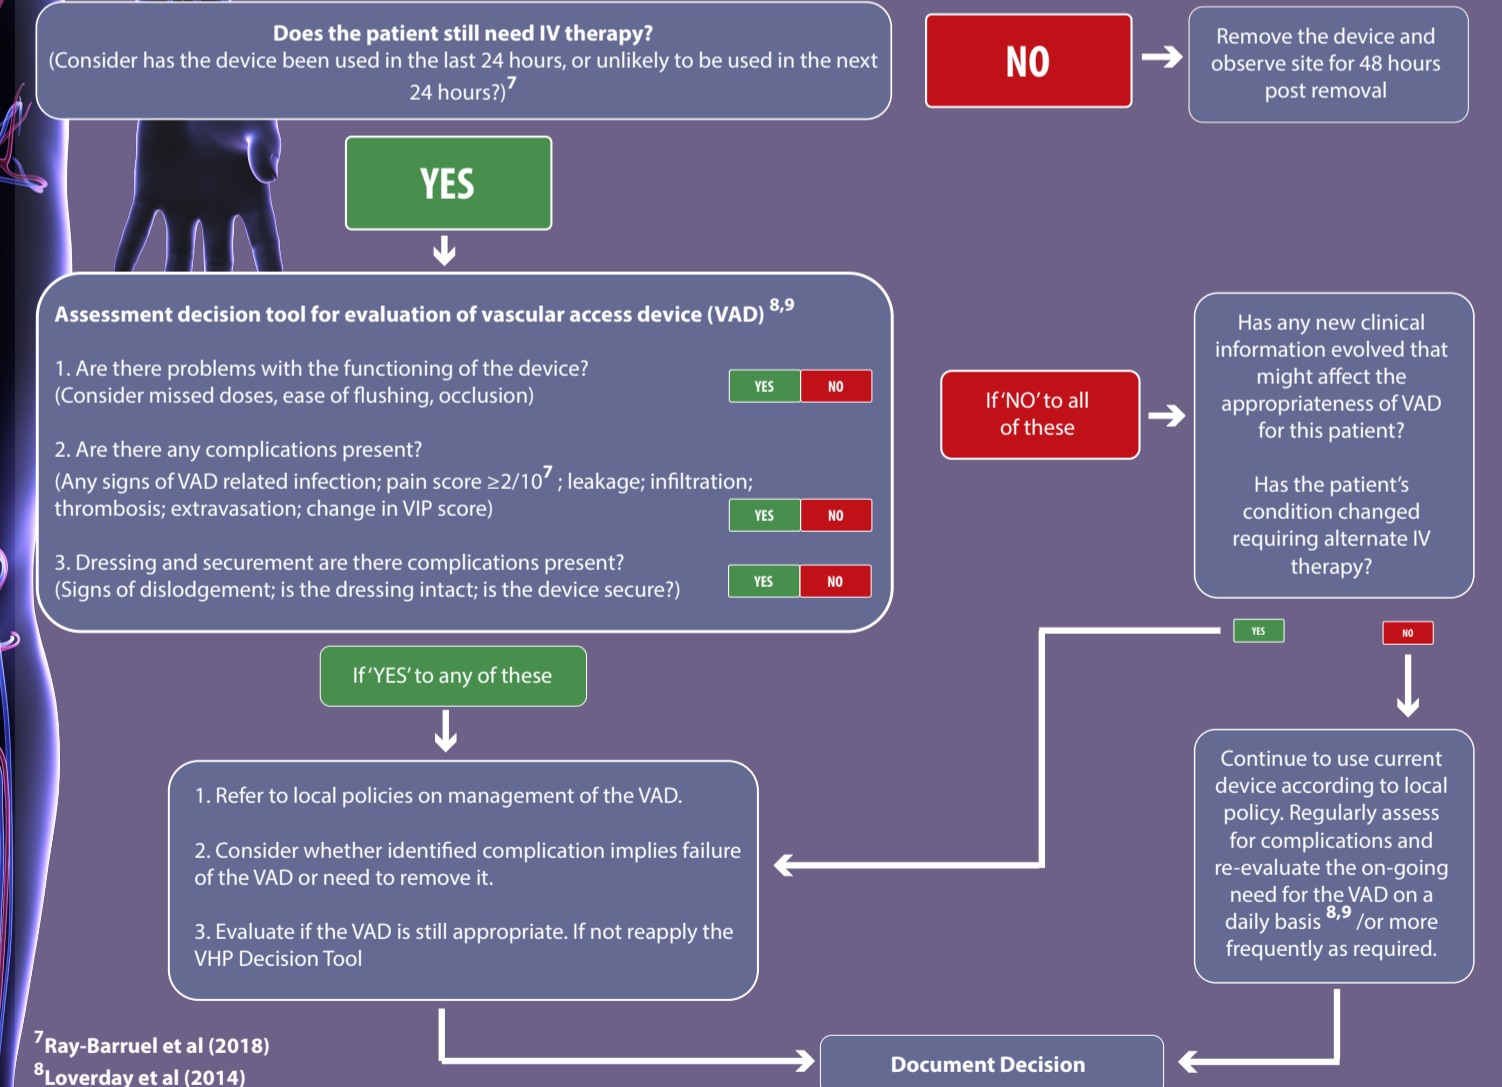 Does the patient still need IV therapy?
(Consider has the device been used in the last 24 hours, or unlikely to be used in the next
24 hours?)7
NO
Remove the device and
observe site for 48 hours
post removal
YES
Assessment decision tool for evaluation of vascular access device (VAD) 8,9
1. Are there problems with the functioning of the device?
(Consider missed doses, ease of flushing, occlusion)
YES NO
2. Are there any complications present?
(Any signs of VAD related infection; pain score ≥2/107 ; leakage; infiltration;
thrombosis; extravasation; change in VIP score)
YES NO
3. Dressing and securement are there complications present?
(Signs of dislodgement; is the dressing intact; is the device secure?)
YES NO
If 'NO' to all
of these
Has any new clinical
information evolved that
might affect the
appropriateness of VAD
for this patient?
Has the patient's
condition changed
requiring alternate IV
therapy?
YES NO
If 'YES' to any of these
1. Refer to local policies on management of the VAD.
2. Consider whether identified complication implies failure
of the VAD or need to remove it.
3. Evaluate if the VAD is still appropriate. If not reapply the
VHP Decision Tool
Continue to use current
device according to local
policy. Regularly assess
for complications and
re-evaluate the on-going
need for the VAD on a
daily basis 8,9 /or more
frequently as required.
Document Decision
7Ray-Barruel et al (2018)
8Loverday et al (2014)